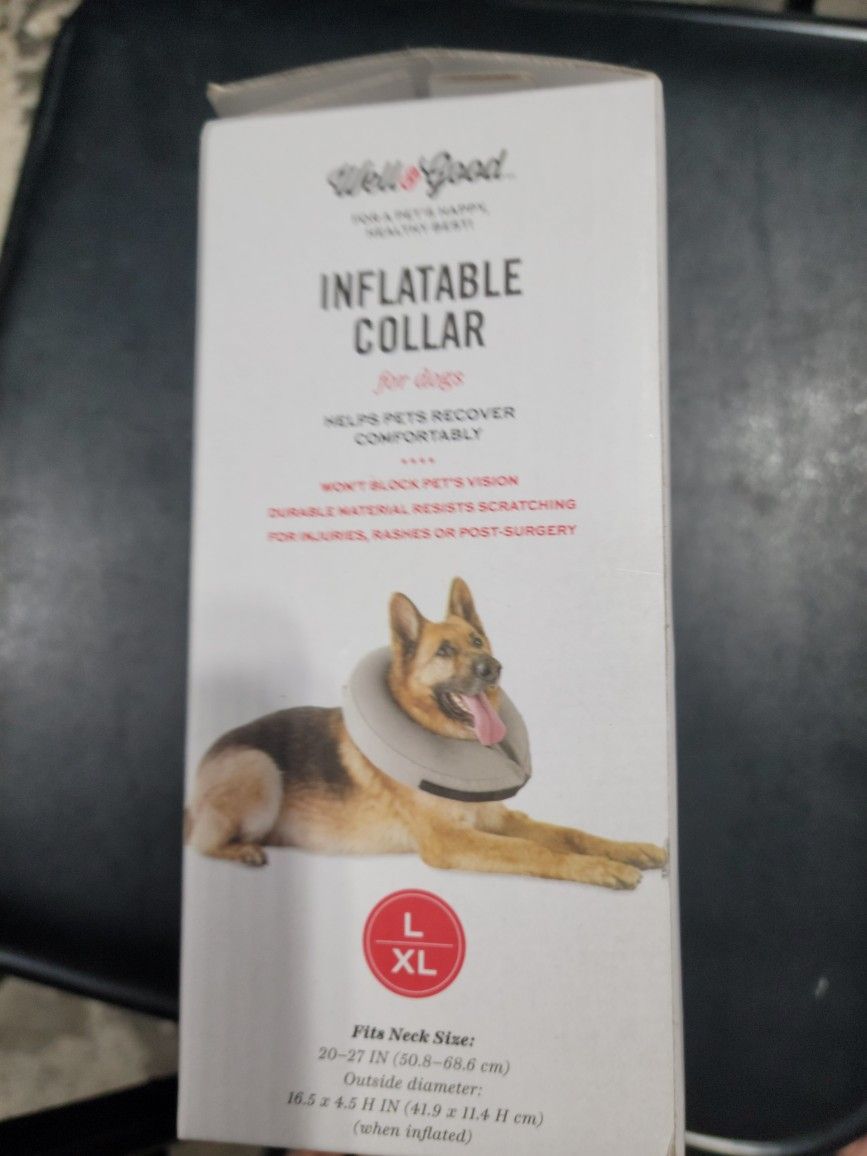 Well & Good™
FOR A PET'S HAPPY,
HEALTHY BEST!
INFLATABLE
COLLAR
for dogs
HELPS PETS RECOVER
COMFORTABLY
WON'T BLOCK PET'S VISION
DURABLE MATERIAL RESISTS SCRATCHING
FOR INJURIES, RASHES OR POST-SURGERY
L
XL
Fits Neck Size:
20–27 IN (50.8–68.6 cm)
Outside diameter:
16.5 x 4.5 H IN (41.9 x 11.4 H cm)
(when inflated)